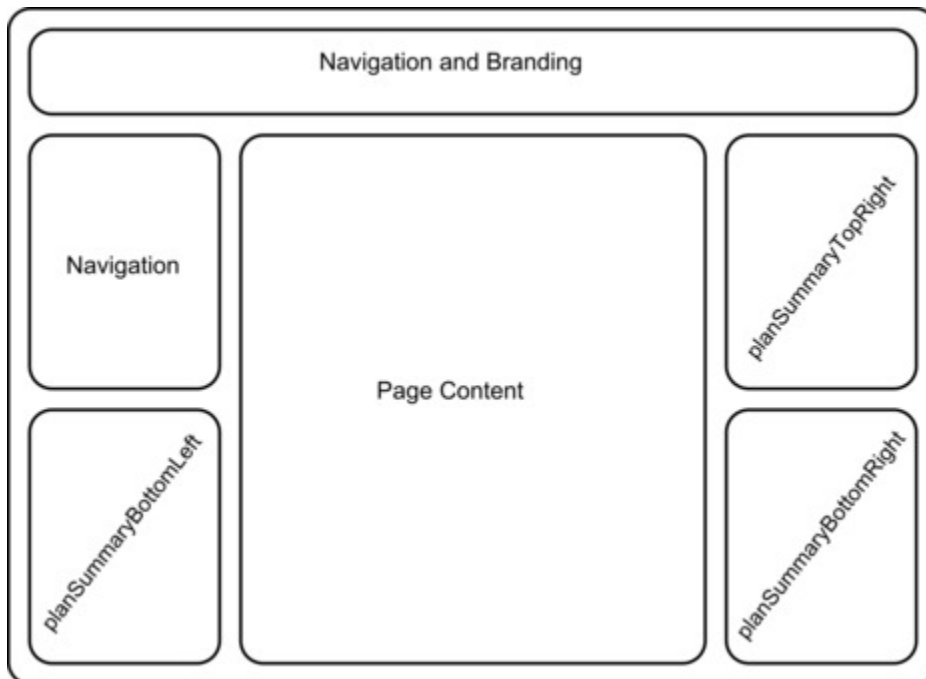 Navigation and Branding
Navigation
Page Content
planSummaryTopRight
planSummaryBottomLeft
planSummaryBottomRight